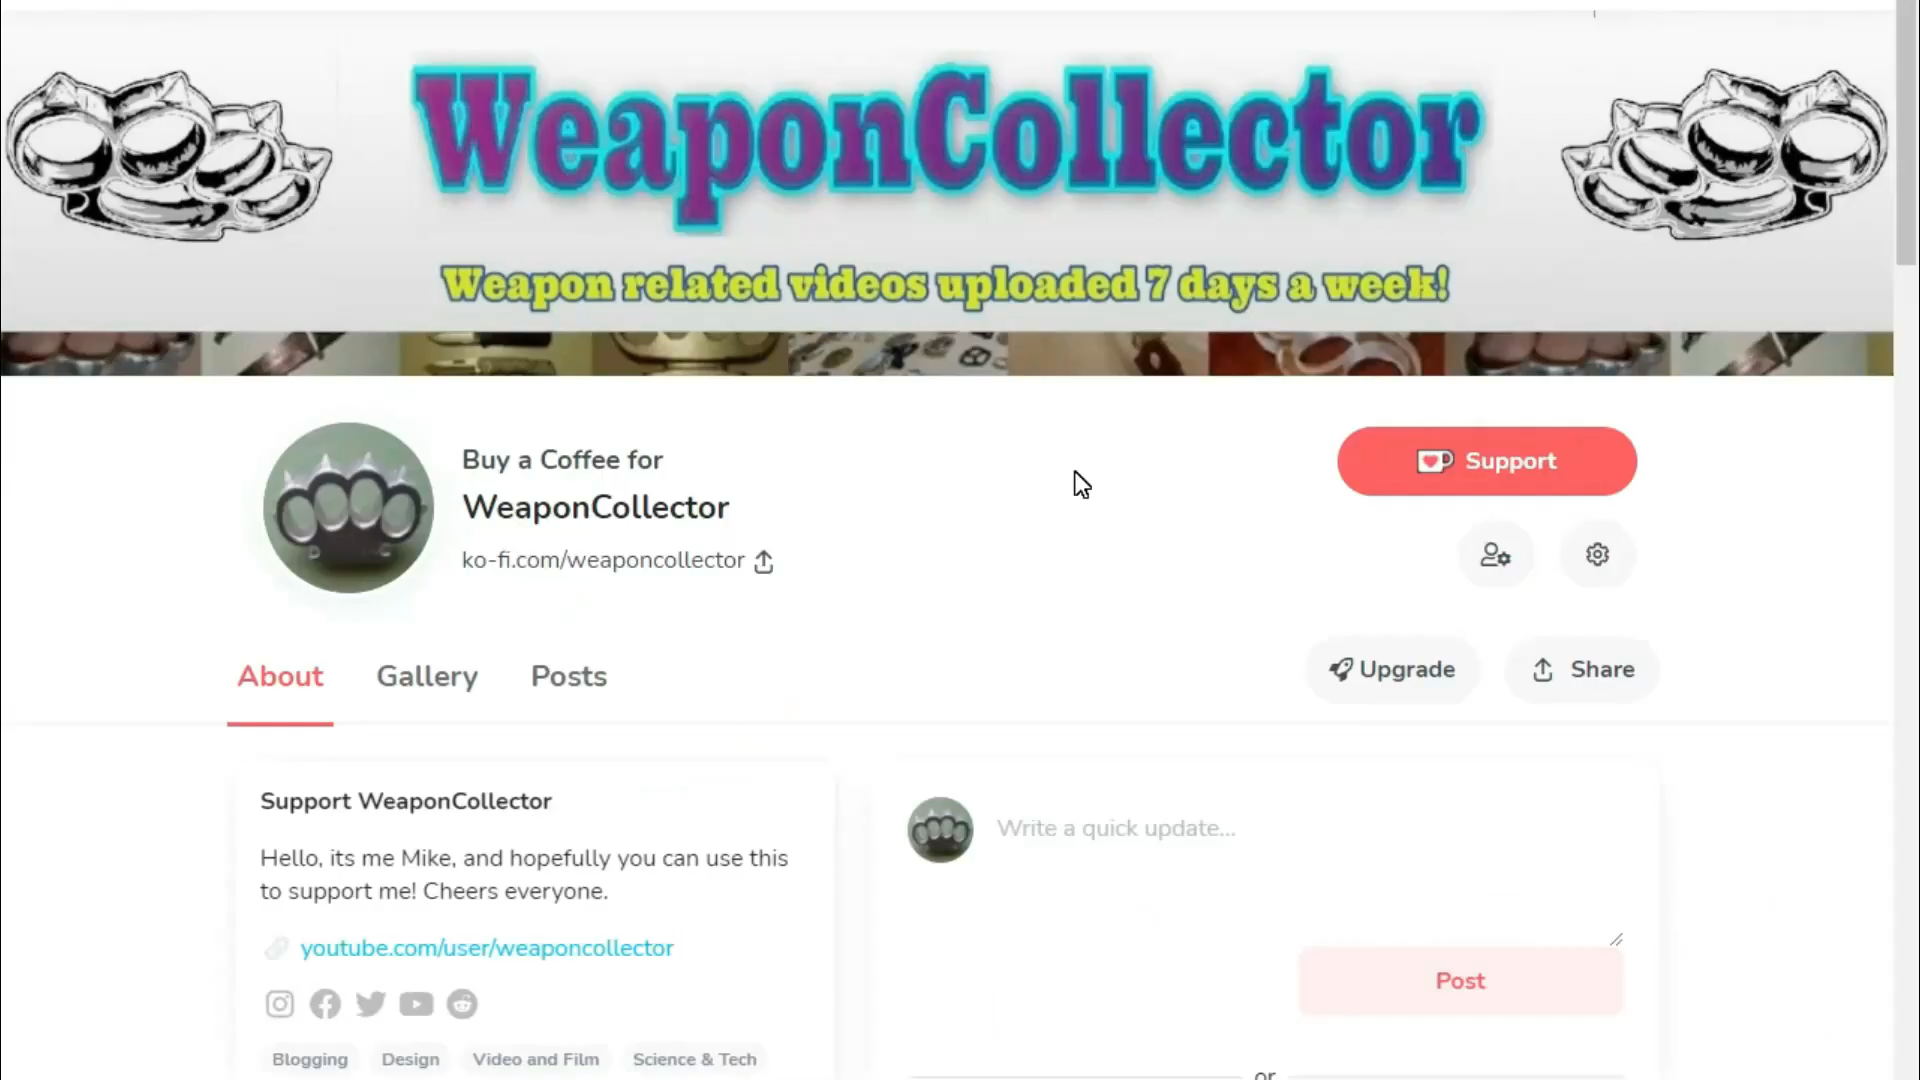 WeaponCollector
Weapon related videos uploaded 7 days a week!
Buy a Coffee for
WeaponCollector
ko-fi.com/weaponcollector
Support
About
Gallery
Posts
Upgrade
Share
Support WeaponCollector
Hello, its me Mike, and hopefully you can use this
to support me! Cheers everyone.
youtube.com/user/weaponcollector
Blogging
Design
Video and Film
Science & Tech
Write a quick update...
Post
or